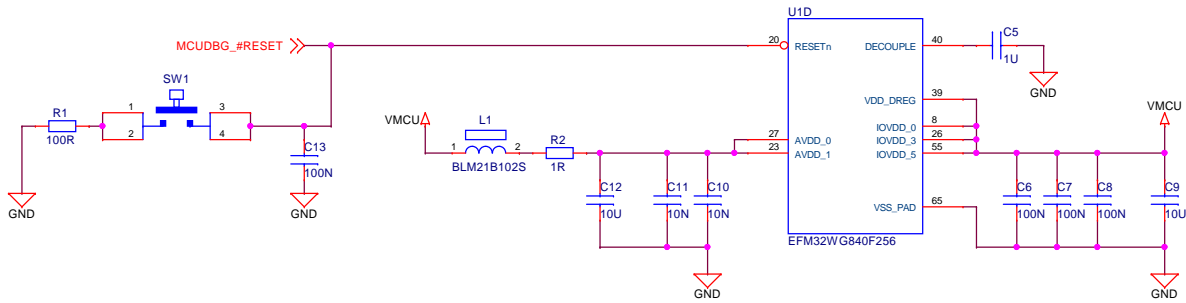 U1D
MCUDBG_#RESET
20
RESETn
DECOUPLE
40
C5
1U
GND
SW1
R1
100R
1
2
3
4
C13
100N
GND
GND
VMCU
L1
1
2
BLM21B102S
R2
1R
27
23
AVDD_0
AVDD_1
VDD_DREG
39
IOVDD_0
8
IOVDD_3
26
IOVDD_5
55
VMCU
C12
10U
C11
10N
C10
10N
GND
VSS_PAD
65
C6
100N
C7
100N
C8
100N
C9
10U
GND
EFM32WG840F256